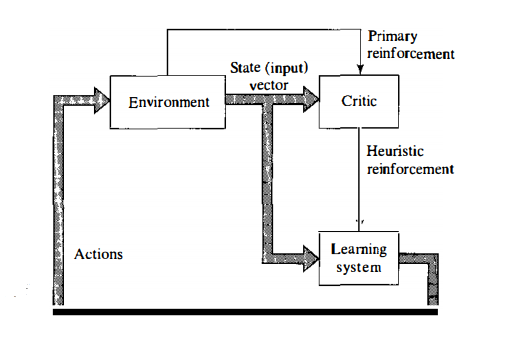 Primary
reinforcement
State (input)
vector
Environment
Critic
Heuristic
reinforcement
Actions
Learning
system